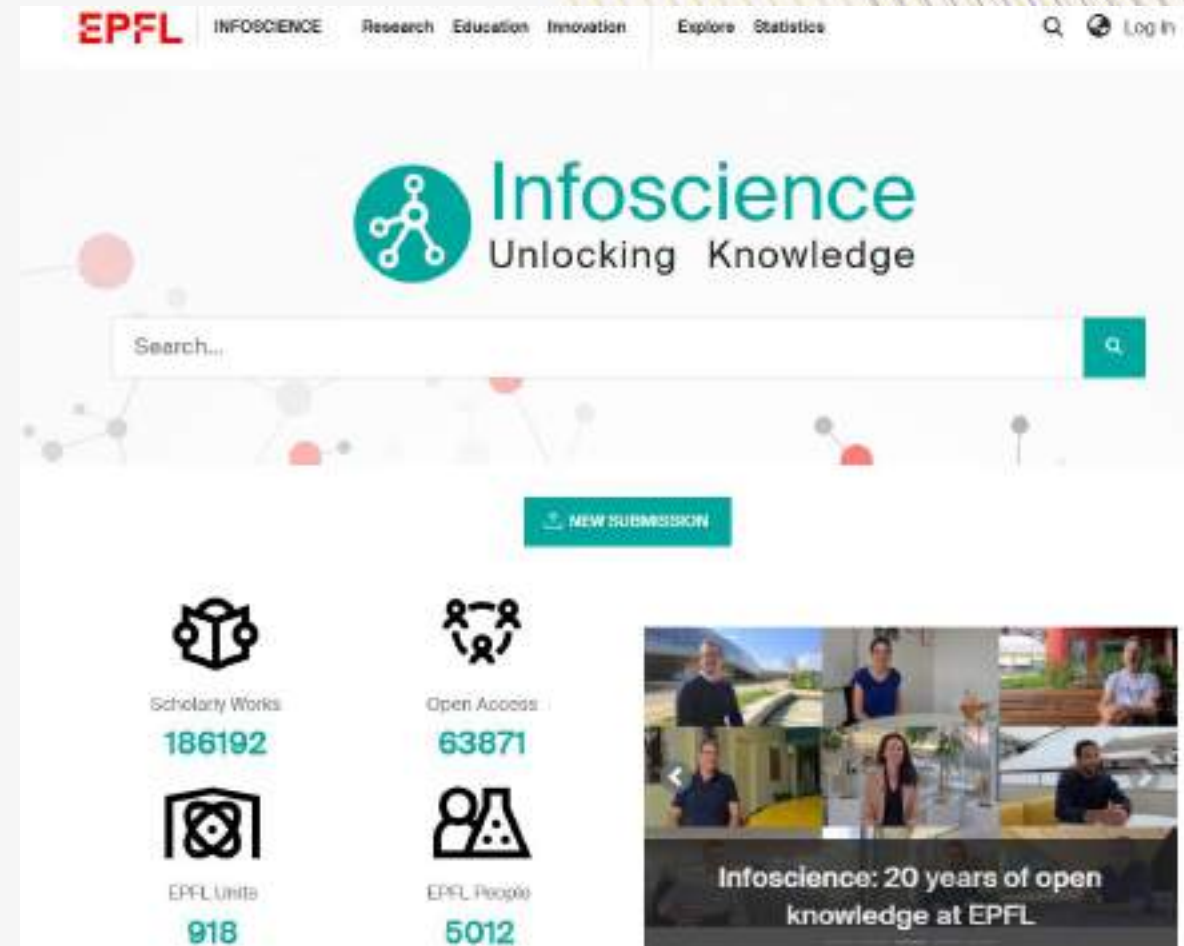 EPFL INFOSCIENCE Research Education Innovation Explore Statistics Log In
Infoscience
Unlocking Knowledge
Search...
NEW SUBMISSION
Scholarly Works
186192
Open Access
63871
EPFL Units
918
EPFL People
5012
Infoscience: 20 years of open
knowledge at EPFL